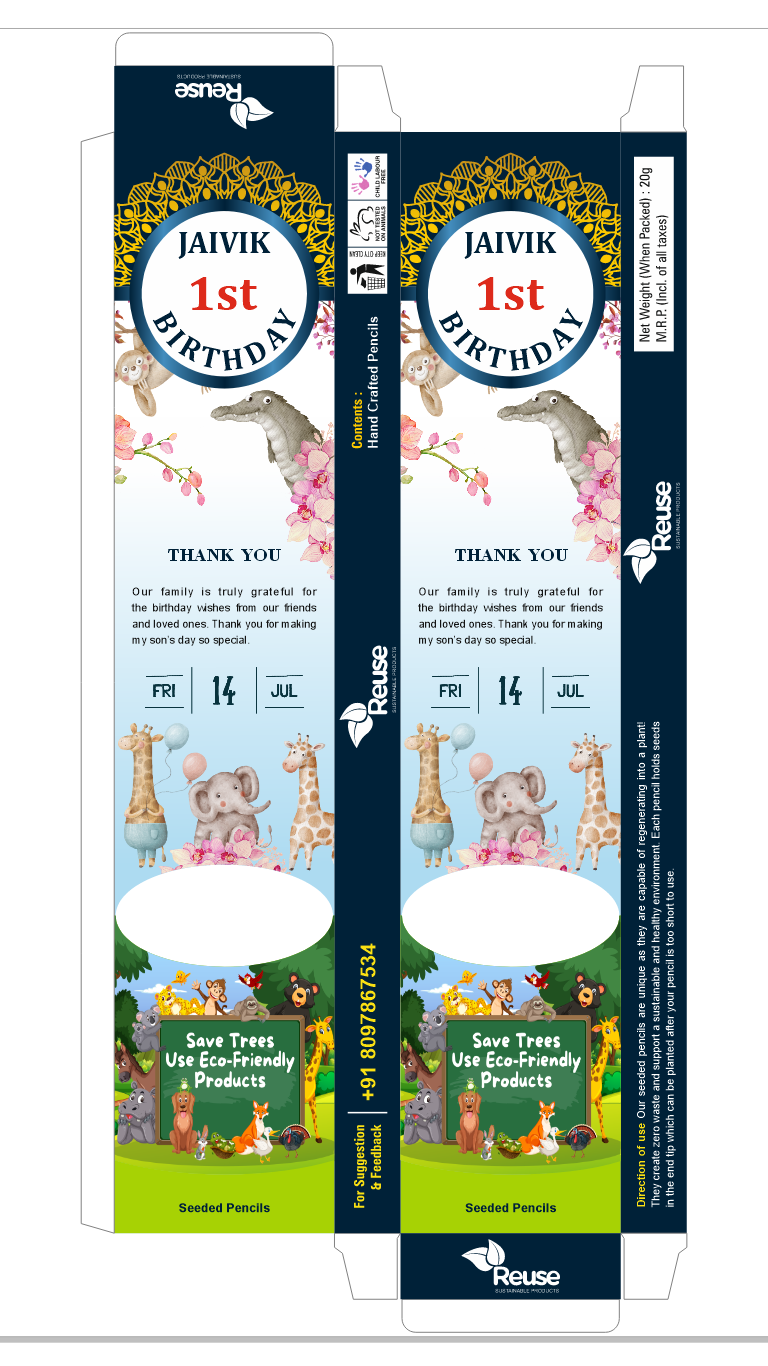 Reuse
SUSTAINABLE PRODUCTS
JAIVIK
1st
BIRTHDAY
THANK YOU
Our family is truly grateful for
the birthday wishes from our friends
and loved ones. Thank you for making
my son's day so special.
FRI
14
JUL
Save Trees
Use Eco-Friendly
Products
Seeded Pencils
CHILD LABOUR
FREE
NOT TESTED
ON ANIMALS
KEEP CITY CLEAN
Contents :
Hand Crafted Pencils
Reuse
SUSTAINABLE PRODUCTS
For Suggestion
& Feedback
+91 8097867534
JAIVIK
1st
BIRTHDAY
THANK YOU
Our family is truly grateful for
the birthday wishes from our friends
and loved ones. Thank you for making
my son's day so special.
FRI
14
JUL
Save Trees
Use Eco-Friendly
Products
Seeded Pencils
Reuse
SUSTAINABLE PRODUCTS
Net Weight (When Packed) : 20g
M.R.P. (Incl. of all taxes)
Reuse
SUSTAINABLE PRODUCTS
Direction of use Our seeded pencils are unique as they are capable of regenerating into a plant!
They create zero waste and support a sustainable and healthy environment. Each pencil holds seeds
in the end tip which can be planted after your pencil is too short to use.